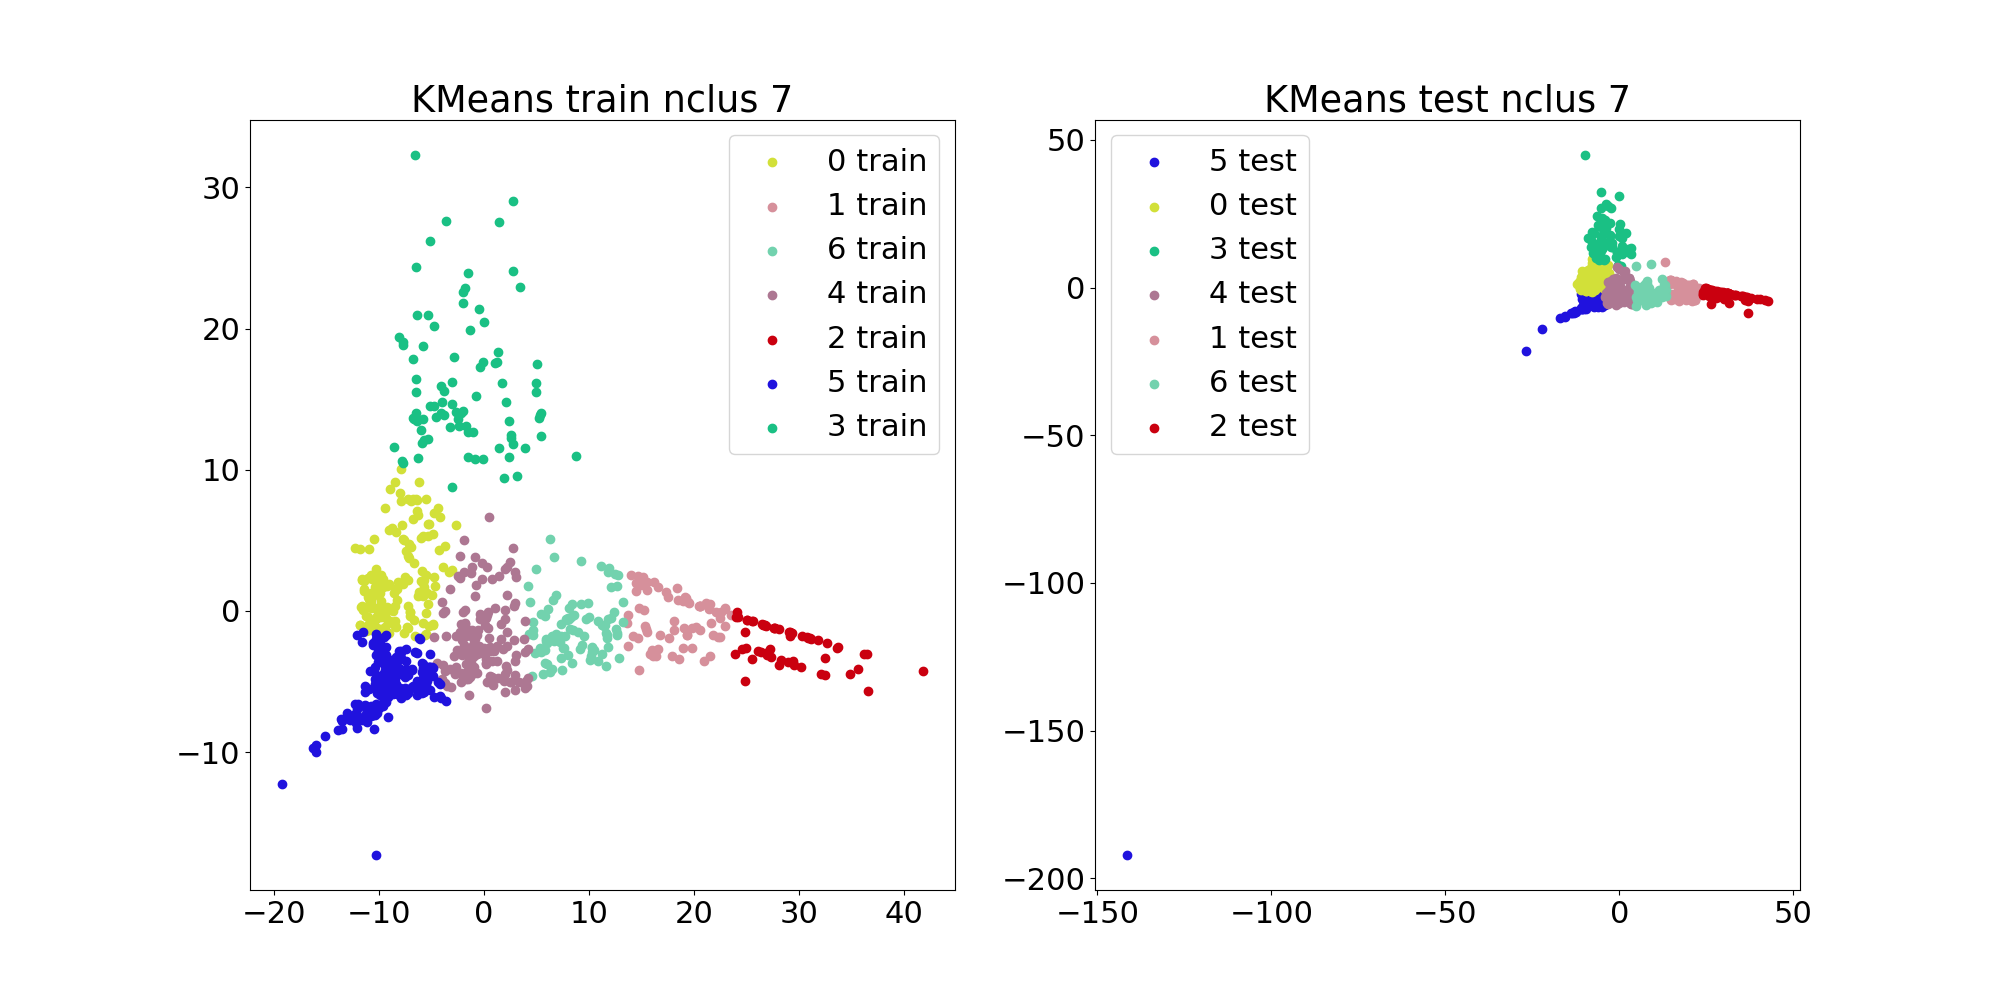 KMeans train nclus 7
30
20
10
0
−10
−20
−10
0
10
20
30
40
0 train
1 train
6 train
4 train
2 train
5 train
3 train
KMeans test nclus 7
50
0
−50
−100
−150
−200
−150
−100
−50
0
50
5 test
0 test
3 test
4 test
1 test
6 test
2 test